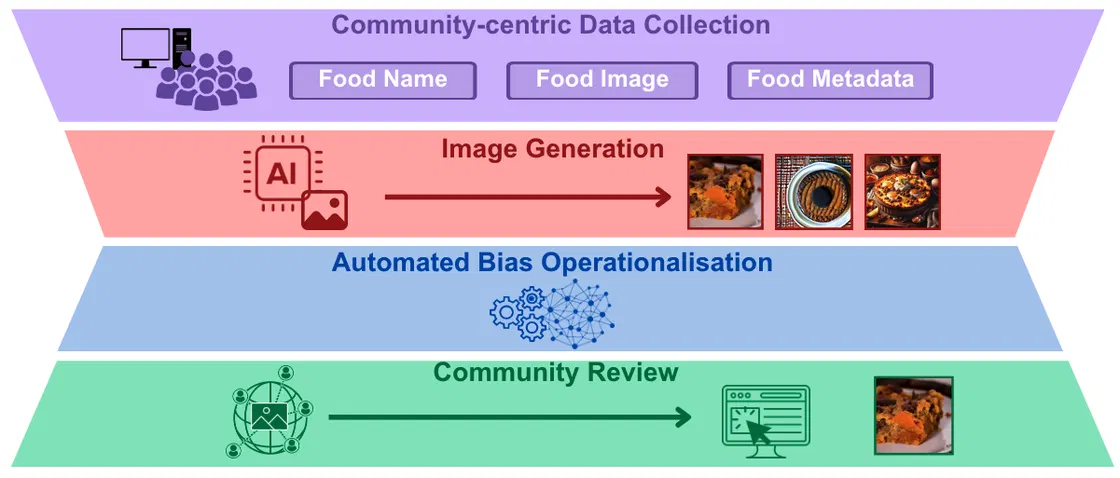 Community-centric Data Collection
Food Name
Food Image
Food Metadata
Image Generation
AI
Automated Bias Operationalisation
Community Review